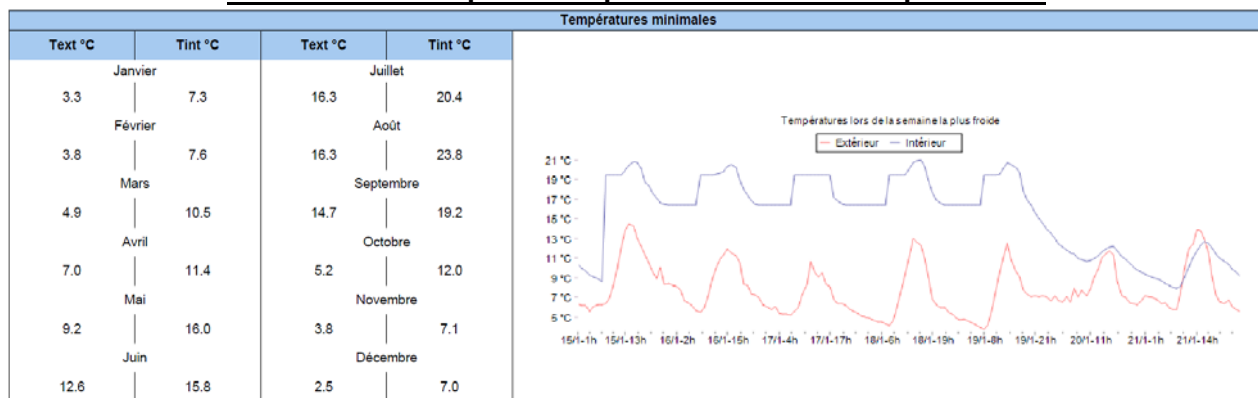 Températures minimales
Text °C Tint °C Text °C Tint °C
Janvier Juillet
3.3 7.3 16.3 20.4
Février Août
3.8 7.6 16.3 23.8
Mars Septembre
4.9 10.5 14.7 19.2
Avril Octobre
7.0 11.4 5.2 12.0
Mai Novembre
9.2 16.0 3.8 7.1
Juin Décembre
12.6 15.8 2.5 7.0
Températures lors de la semaine la plus froide
Extérieur Intérieur
21 °C
19 °C
17 °C
15 °C
13 °C
11 °C
9 °C
7 °C
5 °C
15/1-1h 15/1-13h 16/1-2h 16/1-15h 17/1-4h 17/1-17h 18/1-6h 18/1-19h 19/1-8h 19/1-21h 20/1-11h 21/1-1h 21/1-14h